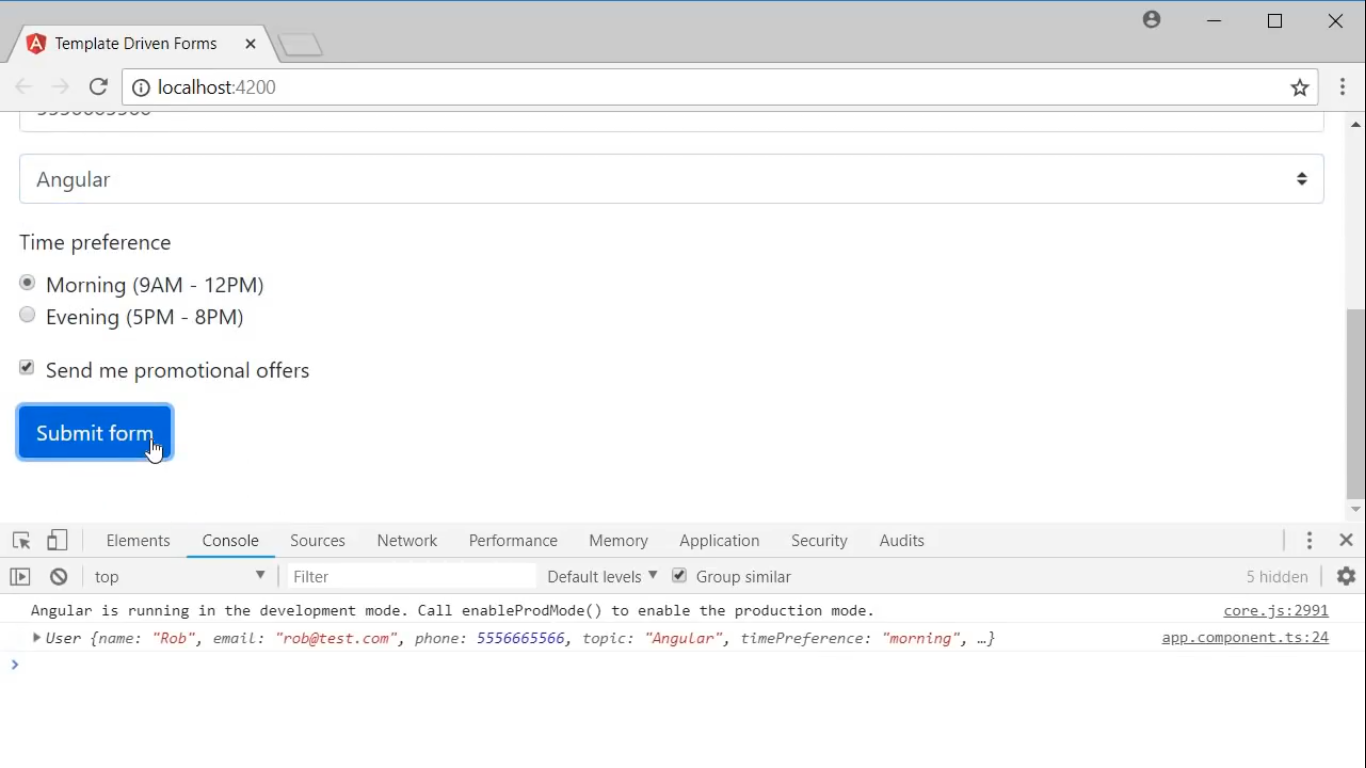 Template Driven Forms
localhost:4200
Angular
Time preference
Morning (9AM - 12PM)
Evening (5PM - 8PM)
Send me promotional offers
Submit form
Elements Console Sources Network Performance Memory Application Security Audits
top Filter Default levels Group similar 5 hidden
Angular is running in the development mode. Call enableProdMode() to enable the production mode. core.js:2991
User {name: "Rob", email: "rob@test.com", phone: 5556665566, topic: "Angular", timePreference: "morning", …} app.component.ts:24